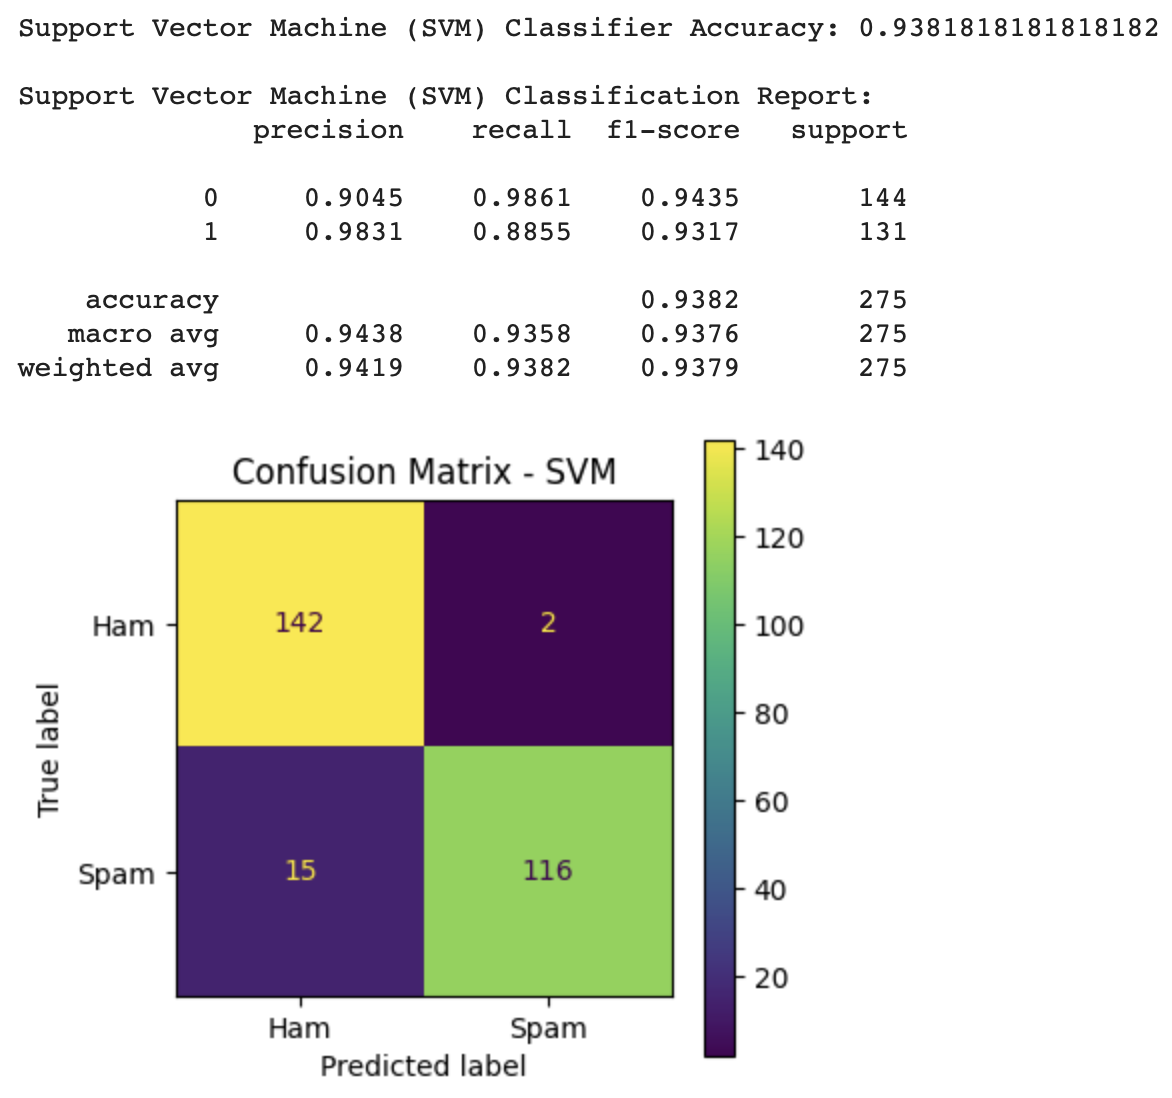 Support Vector Machine (SVM) Classifier Accuracy: 0.9381818181818182
Support Vector Machine (SVM) Classification Report:
precision recall f1-score support
0 0.9045 0.9861 0.9435 144
1 0.9831 0.8855 0.9317 131
accuracy 0.9382 275
macro avg 0.9438 0.9358 0.9376 275
weighted avg 0.9419 0.9382 0.9379 275
Confusion Matrix - SVM
140
120
100
80
60
40
20
True label
Ham
142 2
Spam
15 116
Ham Spam
Predicted label